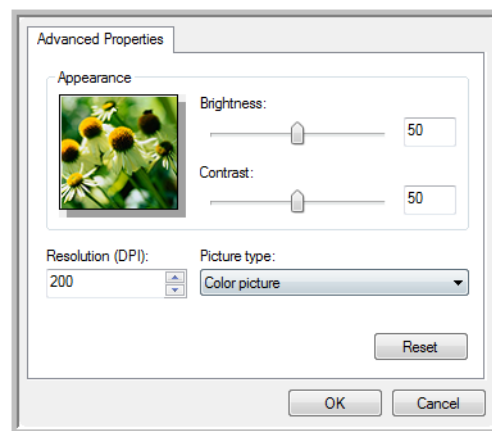 Advanced Properties
Appearance
Brightness:
50
Contrast:
50
Resolution (DPI):
200
Picture type:
Color picture
Reset
OK
Cancel